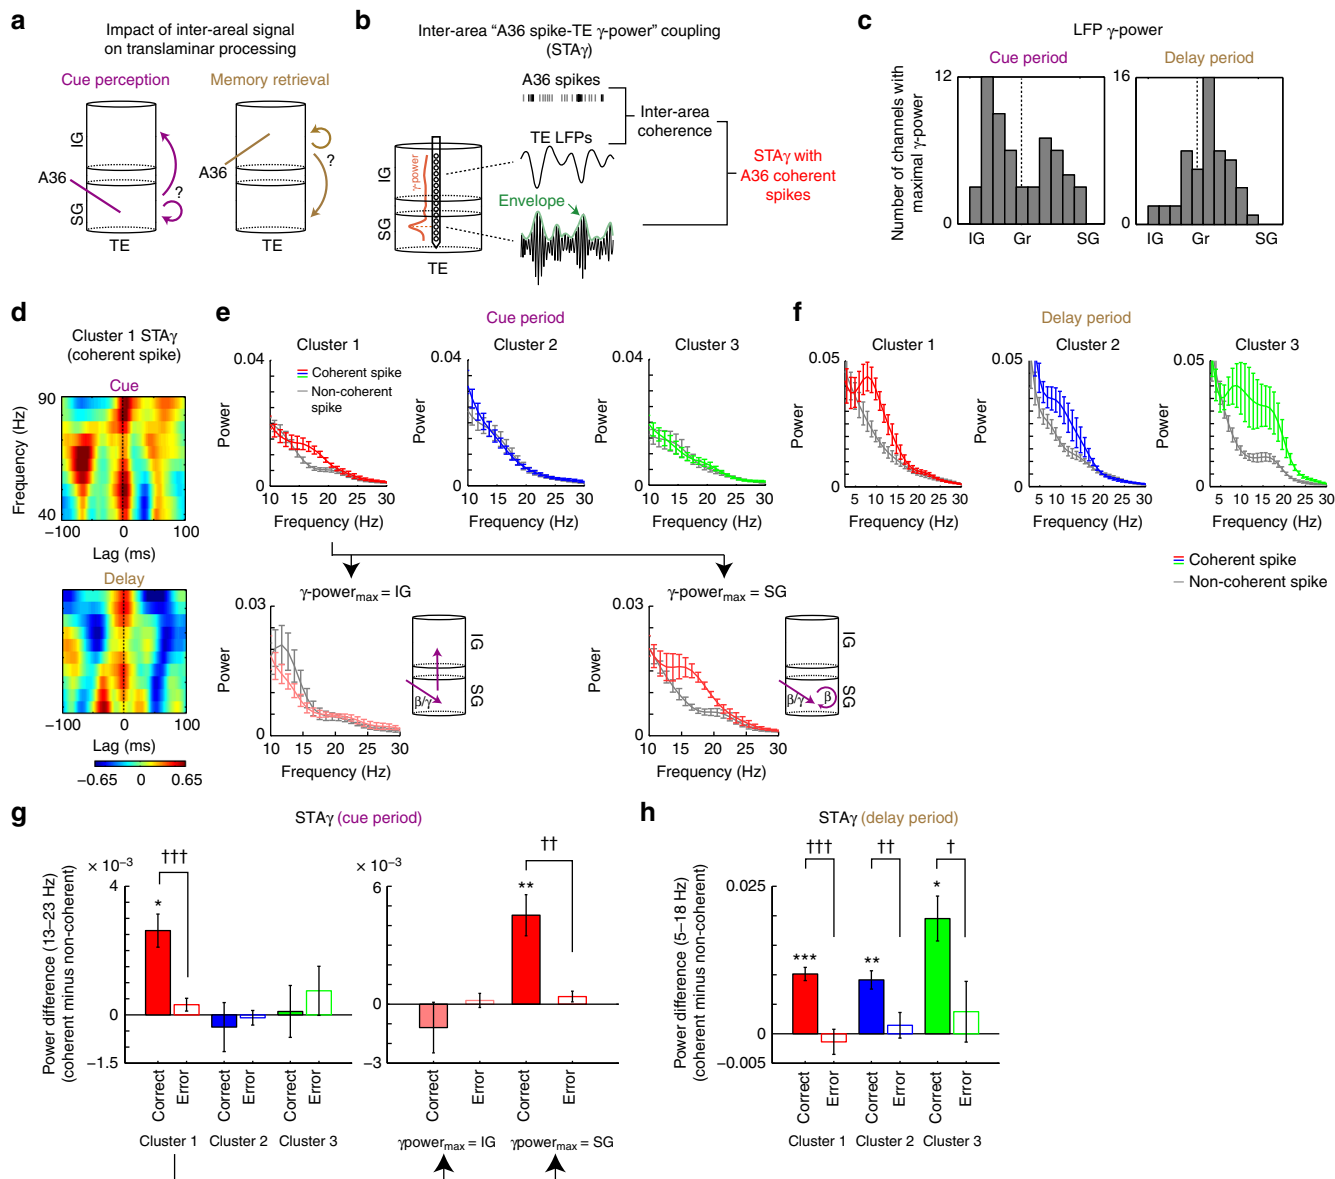 a
Impact of inter-areal signal
on translaminar processing
Cue perception
Memory retrieval
IG
SG
A36
?
TE
A36
?
TE
b
Inter-area “A36 spike-TE γ-power” coupling
(STAγ)
A36 spikes
TE LFPs
Inter-area
coherence
STAγ with
A36 coherent
spikes
Envelope
γ-power
IG
SG
TE
c
LFP γ-power
Cue period
Delay period
Number of channels with
maximal γ-power
12
0
IG Gr SG
16
0
IG Gr SG
d
Cluster 1 STAγ
(coherent spike)
Cue
90
40
Frequency (Hz)
−100 0 100
Lag (ms)
Delay
−100 0 100
Lag (ms)
−0.65 0 0.65
e
Cue period
Cluster 1
0.04
0
Power
Coherent spike
Non-coherent
spike
10 15 20 25 30
Frequency (Hz)
Cluster 2
0.04
0
Power
10 15 20 25 30
Frequency (Hz)
Cluster 3
0.04
0
Power
10 15 20 25 30
Frequency (Hz)
γ-powermax = IG
0.03
0
Power
10 15 20 25 30
Frequency (Hz)
IG
SG
β/γ
γ-powermax = SG
0.03
0
Power
10 15 20 25 30
Frequency (Hz)
IG
SG
β/γ
β
f
Delay period
Cluster 1
0.05
0
Power
5 10 15 20 25 30
Frequency (Hz)
Cluster 2
0.05
0
Power
5 10 15 20 25 30
Frequency (Hz)
Cluster 3
0.05
0
Power
5 10 15 20 25 30
Frequency (Hz)
Coherent spike
Non-coherent spike
g
STAγ (cue period)
Power difference (13–23 Hz)
(coherent minus non-coherent)
× 10−3
4
0
−1.5
†††
*
Correct
Error
Correct
Error
Correct
Error
Cluster 1 Cluster 2 Cluster 3
× 10−3
6
0
−3
††
**
Correct
Error
Correct
Error
γpowermax = IG γpowermax = SG
h
STAγ (delay period)
Power difference (5–18 Hz)
(coherent minus non-coherent)
0.025
0
−0.005
††† †† †
*** ** *
Correct
Error
Correct
Error
Correct
Error
Cluster 1 Cluster 2 Cluster 3